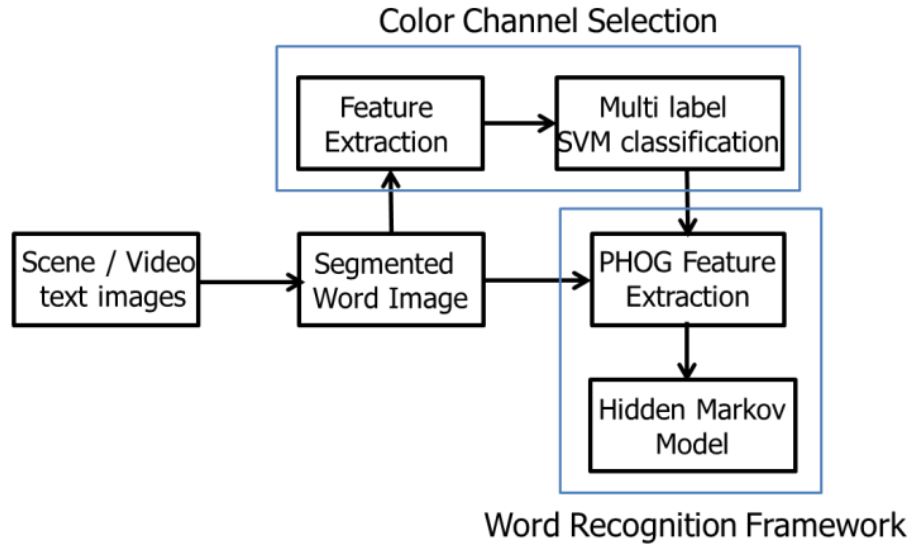 Color Channel Selection
Feature
Extraction
Multi label
SVM classification
Scene / Video
text images
Segmented
Word Image
PHOG Feature
Extraction
Hidden Markov
Model
Word Recognition Framework